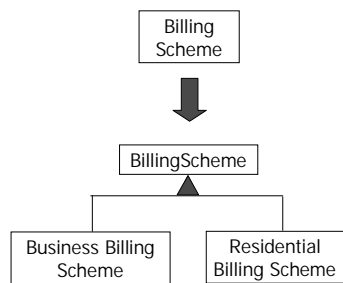 Billing
Scheme
BillingScheme
Business Billing
Scheme
Residential
Billing Scheme